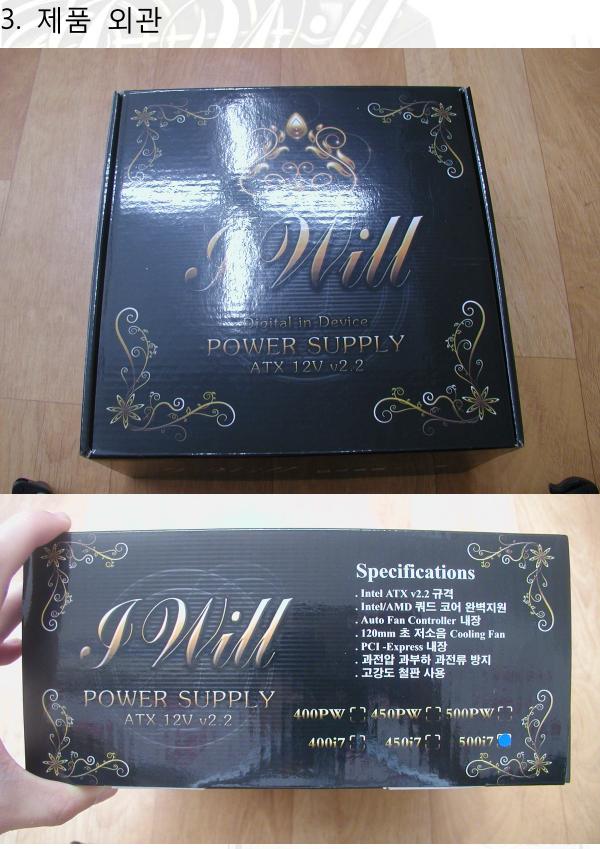 3. 제품 외관
I Will
Digital in Device
POWER SUPPLY
ATX 12V v2.2
I Will
POWER SUPPLY
ATX 12V v2.2
Specifications
. Intel ATX v2.2 규격
. Intel/AMD 쿼드 코어 완벽지원
. Auto Fan Controller 내장
. 120mm 초 저소음 Cooling Fan
. PCI -Express 내장
. 과전압 과부하 과전류 방지
. 고강도 철판 사용
400PW 450PW 500PW
400i7 450i7 500i7